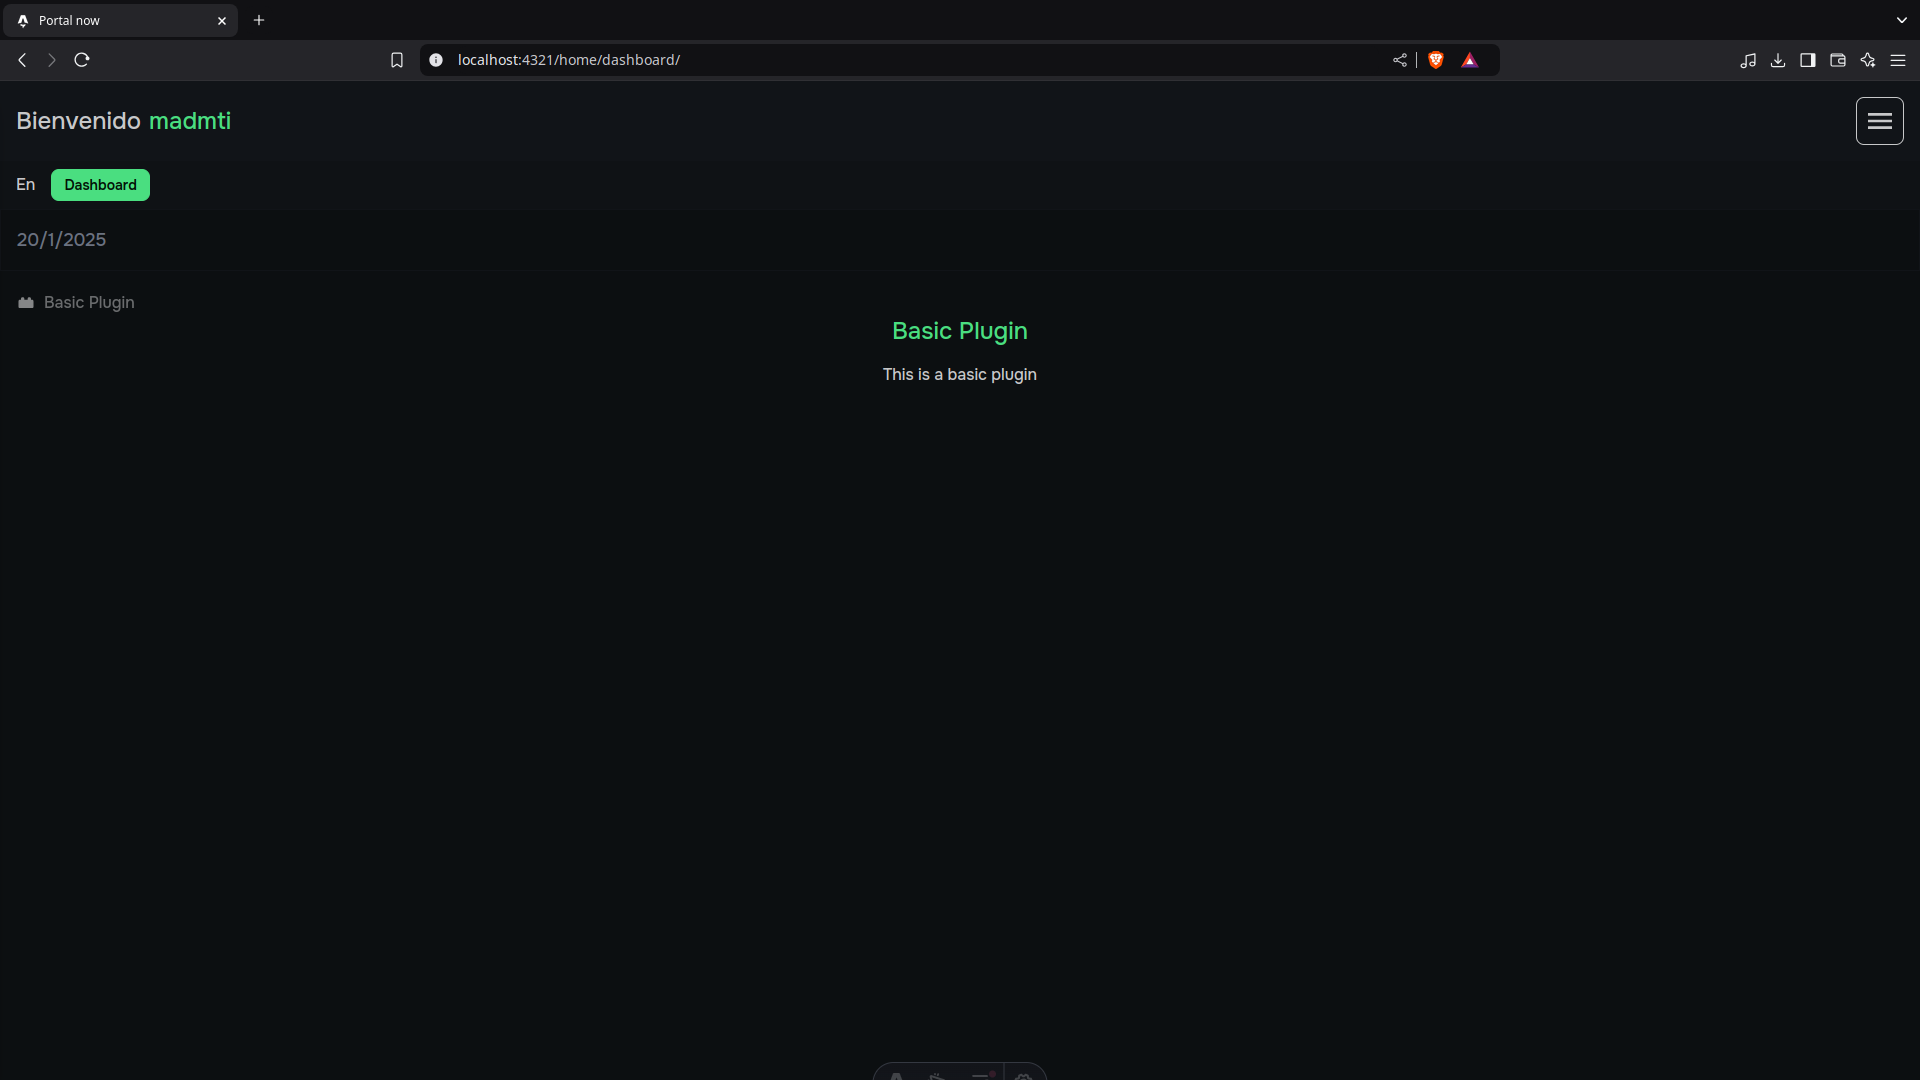 Portal now
localhost:4321/home/dashboard/
Bienvenido madmti
En Dashboard
20/1/2025
Basic Plugin
Basic Plugin
This is a basic plugin